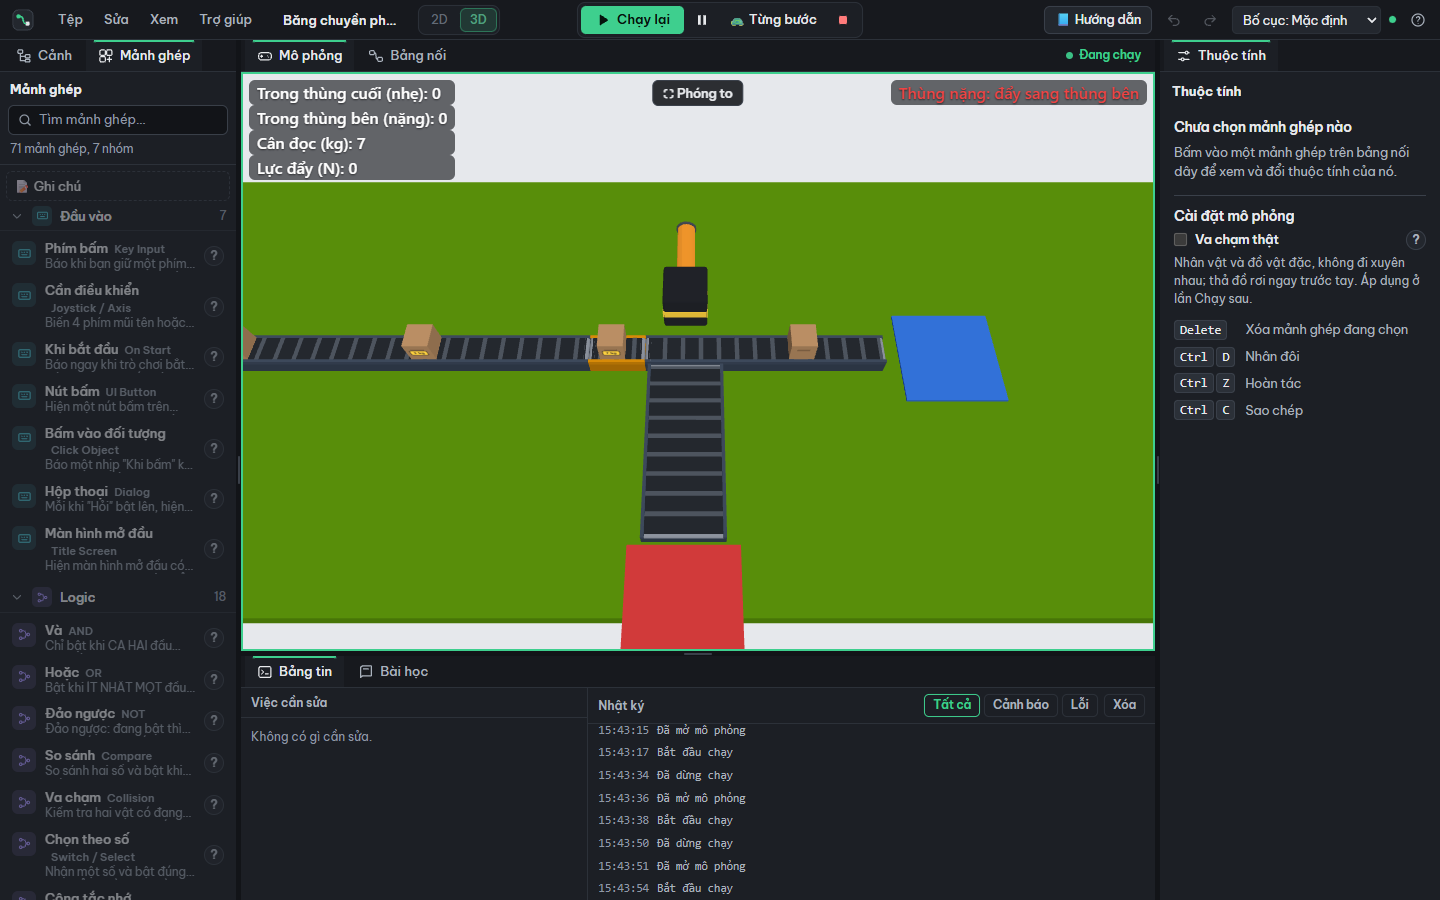 Tệp Sửa Xem Trợ giúp Băng chuyền ph... 2D 3D Chạy lại Từng bước Hướng dẫn Bố cục: Mặc định
Cảnh Mảnh ghép
Mảnh ghép
Tìm mảnh ghép...
71 mảnh ghép, 7 nhóm
Ghi chú
Đầu vào 7
Phím bấm Key Input ?
Báo khi bạn giữ một phím...
Cần điều khiển
Joystick / Axis ?
Biến 4 phím mũi tên hoặc...
Khi bắt đầu On Start ?
Báo ngay khi trò chơi bắt...
Nút bấm UI Button ?
Hiện một nút bấm trên...
Bấm vào đối tượng
Click Object ?
Báo một nhịp "Khi bấm" k...
Hộp thoại Dialog ?
Mỗi khi "Hỏi" bật lên, hiện...
Màn hình mở đầu
Title Screen ?
Hiện màn hình mở đầu có...
Logic 18
Và AND ?
Chỉ bật khi CẢ HAI đầu...
Hoặc OR ?
Bật khi ÍT NHẤT MỘT đầu...
Đảo ngược NOT ?
Đảo ngược: đang bật thì...
So sánh Compare ?
So sánh hai số và bật khi...
Va chạm Collision ?
Kiểm tra hai vật có đang...
Chọn theo số
Switch / Select ?
Nhận một số và bật đúng...
Công tắc nhớ
Mô phỏng Bảng nối Đang chạy
Trong thùng cuối (nhẹ): 0
Trong thùng bên (nặng): 0
Cân đọc (kg): 7
Lực đẩy (N): 0
Phóng to
Thùng nặng: đẩy sang thùng bên
Bảng tin Bài học
Việc cần sửa
Không có gì cần sửa.
Nhật ký Tất cả Cảnh báo Lỗi Xóa
15:43:15 Đã mở mô phỏng
15:43:17 Bắt đầu chạy
15:43:34 Đã dừng chạy
15:43:36 Đã mở mô phỏng
15:43:38 Bắt đầu chạy
15:43:50 Đã dừng chạy
15:43:51 Đã mở mô phỏng
15:43:54 Bắt đầu chạy
Thuộc tính
Thuộc tính
Chưa chọn mảnh ghép nào
Bấm vào một mảnh ghép trên bảng nối
dây để xem và đổi thuộc tính của nó.
Cài đặt mô phỏng
Va chạm thật ?
Nhân vật và đồ vật đặc, không đi xuyên
nhau; thả đồ rơi ngay trước tay. Áp dụng ở
lần Chạy sau.
Delete Xóa mảnh ghép đang chọn
Ctrl D Nhân đôi
Ctrl Z Hoàn tác
Ctrl C Sao chép